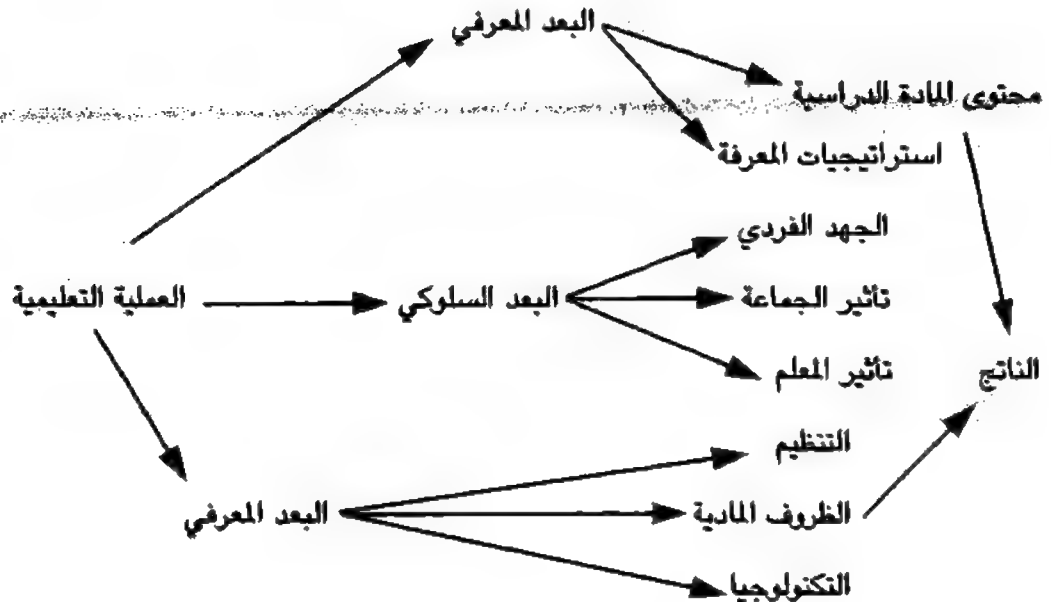 البعد المعرفي
محتوى المادة الدراسية
استراتيجيات المعرفة
الجهد الفردي
العملية التعليمية
البعد السلوكي
تأثير الجماعة
تأثير المعلم
الناتج
التنظيم
البعد المعرفي
الظروف المادية
التكنولوجيا